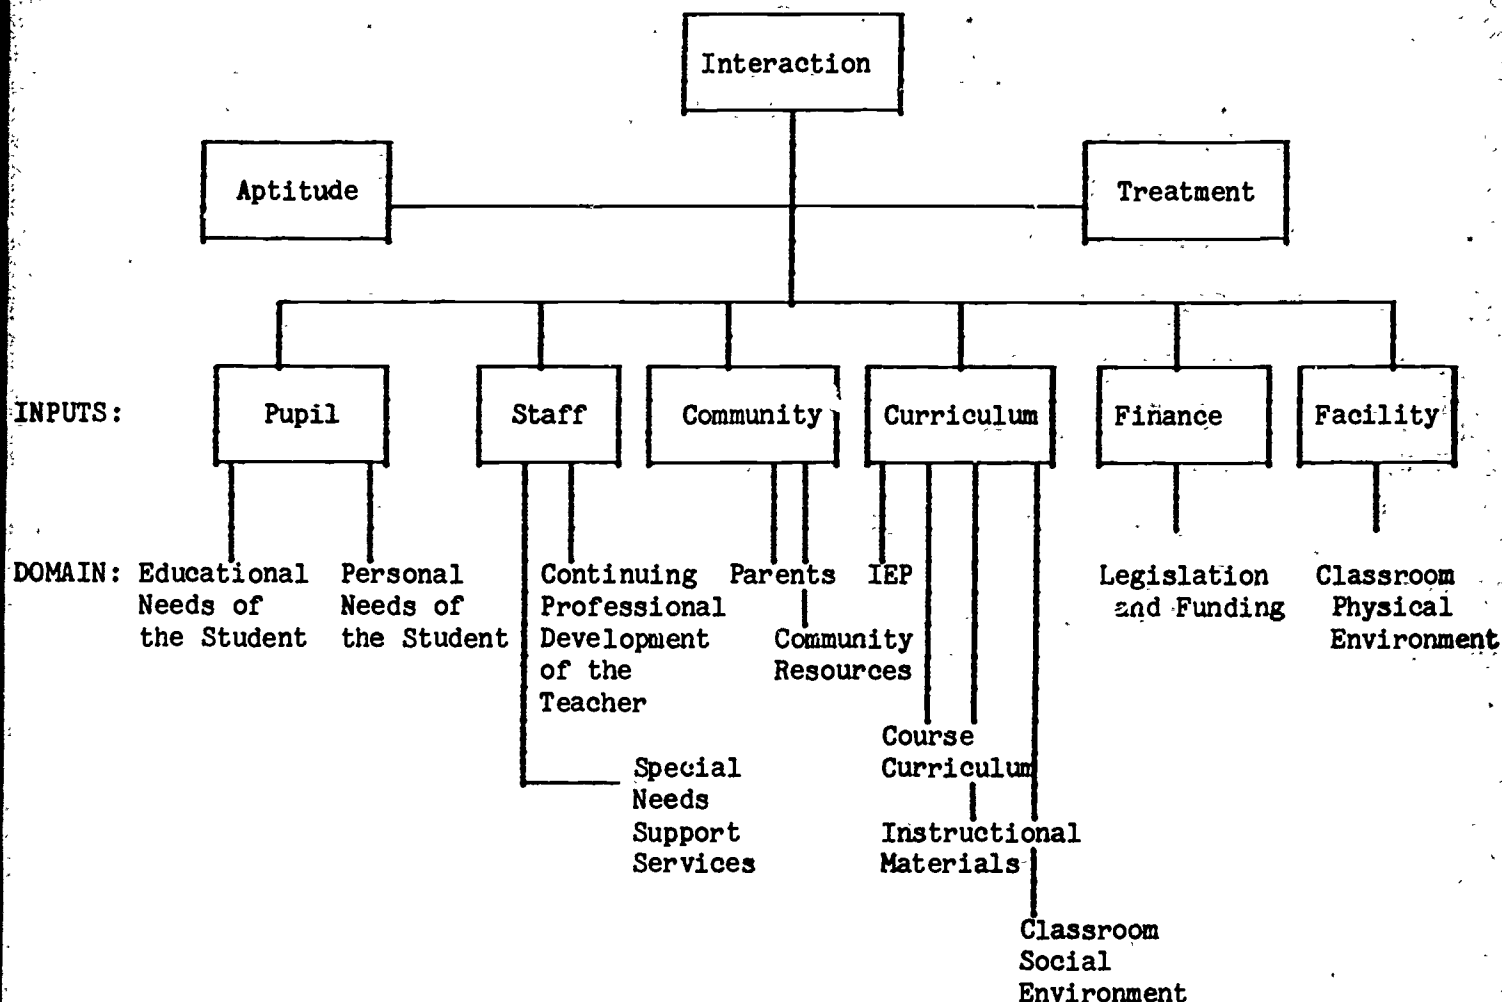 Interaction
Aptitude
Treatment
INPUTS:
Pupil
Staff
Community
Curriculum
Finance
Facility
DOMAIN:
Educational
Needs of
the Student
Personal
Needs of
the Student
Continuing
Professional
Development
of the
Teacher
Special
Needs
Support
Services
Parents
Community
Resources
IEP
Course
Curriculum
Instructional
Materials
Classroom
Social
Environment
Legislation
and Funding
Classroom
Physical
Environment